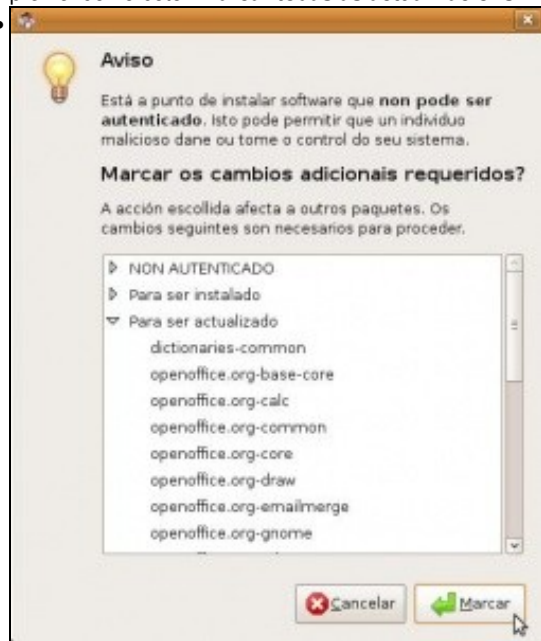 Aviso
Está a punto de instalar software que non pode ser
autenticado. Isto pode permitir que un individuo
malicioso dane ou tome o control do seu sistema.
Marcar os cambios adicionais requeridos?
A acción escollida afecta a outros paquetes. Os
cambios seguintes son necesarios para proceder.
NON AUTENTICADO
Para ser instalado
Para ser actualizado
dictionaries-common
openoffice.org-base-core
openoffice.org-calc
openoffice.org-common
openoffice.org-core
openoffice.org-draw
openoffice.org-emailmerge
openoffice.org-gnome
Cancelar
Marcar